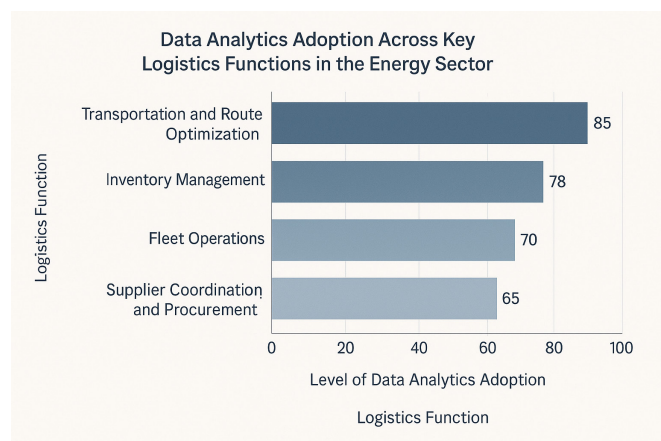 Data Analytics Adoption Across Key
Logistics Functions in the Energy Sector
Logistics Function
Transportation and Route
Optimization
85
Inventory Management
78
Fleet Operations
70
Supplier Coordination
and Procurement
65
0 20 40 60 80 100
Level of Data Analytics Adoption
Logistics Function